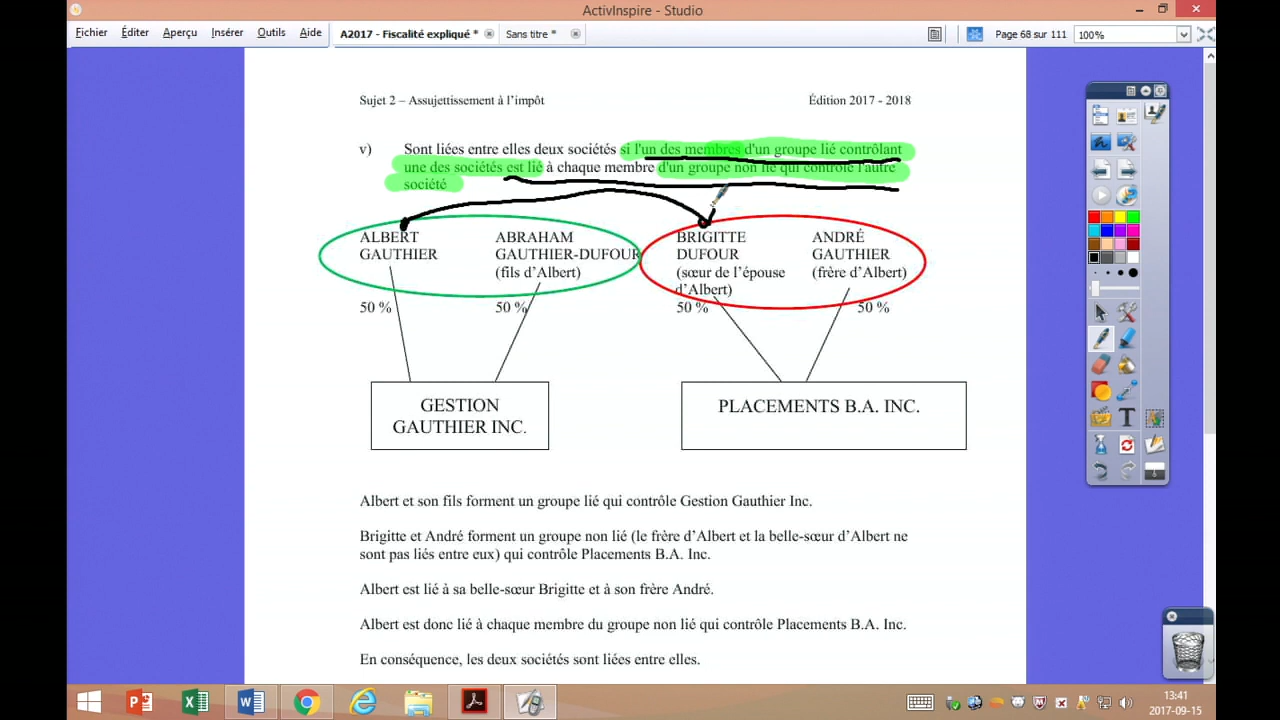 ActivInspire - Studio
Fichier Éditer Aperçu Insérer Outils Aide A2017 - Fiscalité expliqué * Sans titre * Page 68 sur 111 100%
Sujet 2 – Assujettissement à l'impôt Édition 2017 - 2018
v) Sont liées entre elles deux sociétés si l'un des membres d'un groupe lié contrôlant
une des sociétés est lié à chaque membre d'un groupe non lié qui contrôle l'autre
société
ALBERT ABRAHAM BRIGITTE ANDRÉ
GAUTHIER GAUTHIER-DUFOUR DUFOUR GAUTHIER
(fils d'Albert) (sœur de l'épouse (frère d'Albert)
d'Albert)
50 % 50 % 50 % 50 %
GESTION PLACEMENTS B.A. INC.
GAUTHIER INC.
Albert et son fils forment un groupe lié qui contrôle Gestion Gauthier Inc.
Brigitte et André forment un groupe non lié (le frère d'Albert et la belle-sœur d'Albert ne
sont pas liés entre eux) qui contrôle Placements B.A. Inc.
Albert est lié à sa belle-sœur Brigitte et à son frère André.
Albert est donc lié à chaque membre du groupe non lié qui contrôle Placements B.A. Inc.
En conséquence, les deux sociétés sont liées entre elles.
13:41
2017-09-15